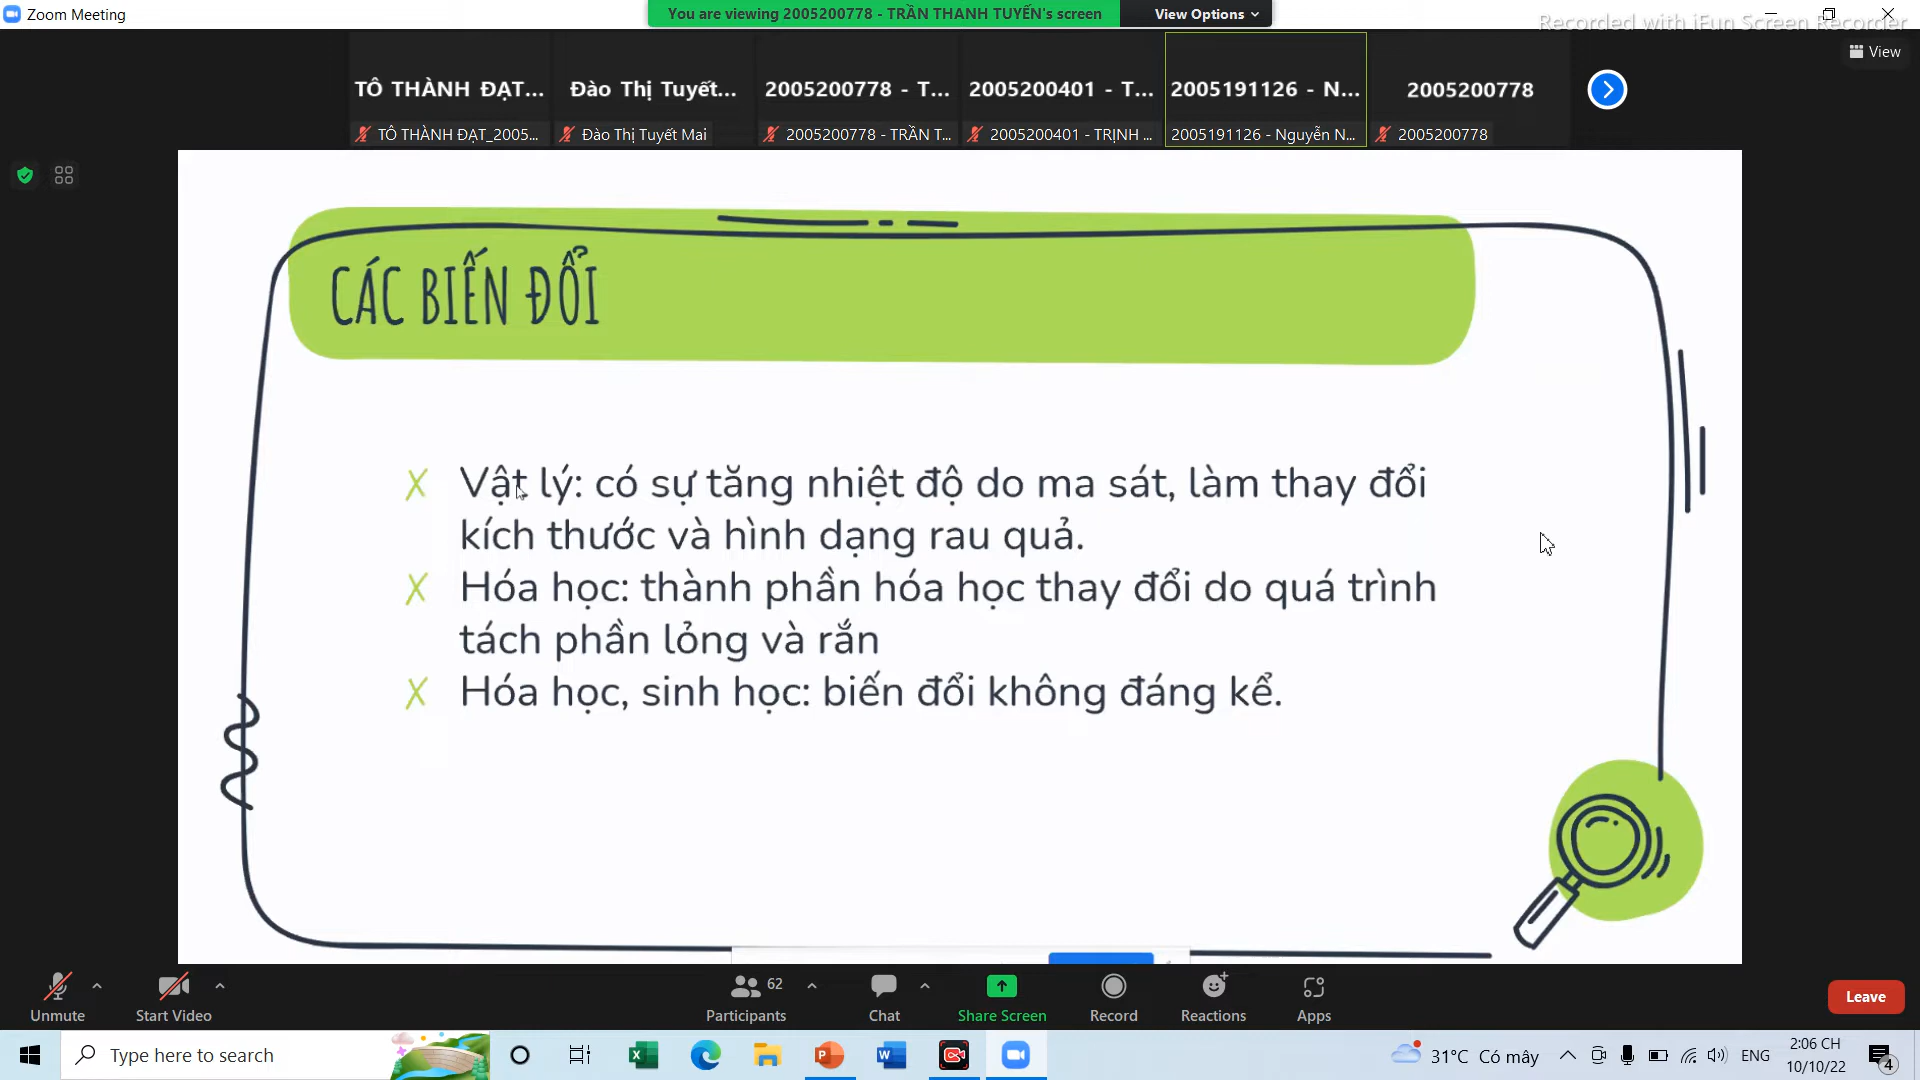 Zoom Meeting
You are viewing 2005200778 - TRẦN THANH TUYẾN's screen
View Options
Recorded with iFun Screen Recorder
View
TÔ THÀNH ĐẠT...
Đào Thị Tuyết...
2005200778 - T...
2005200401 - T...
2005191126 - N...
2005200778
TÔ THÀNH ĐẠT_2005...
Đào Thị Tuyết Mai
2005200778 - TRẦN T...
2005200401 - TRỊNH ...
2005191126 - Nguyễn N...
2005200778
CÁC BIẾN ĐỔI
Vật lý: có sự tăng nhiệt độ do ma sát, làm thay đổi
kích thước và hình dạng rau quả.
Hóa học: thành phần hóa học thay đổi do quá trình
tách phần lỏng và rắn
Hóa học, sinh học: biến đổi không đáng kể.
Unmute
Start Video
62
Participants
Chat
Share Screen
Record
Reactions
Apps
Leave
Type here to search
31°C Có mây
ENG
2:06 CH
10/10/22
4